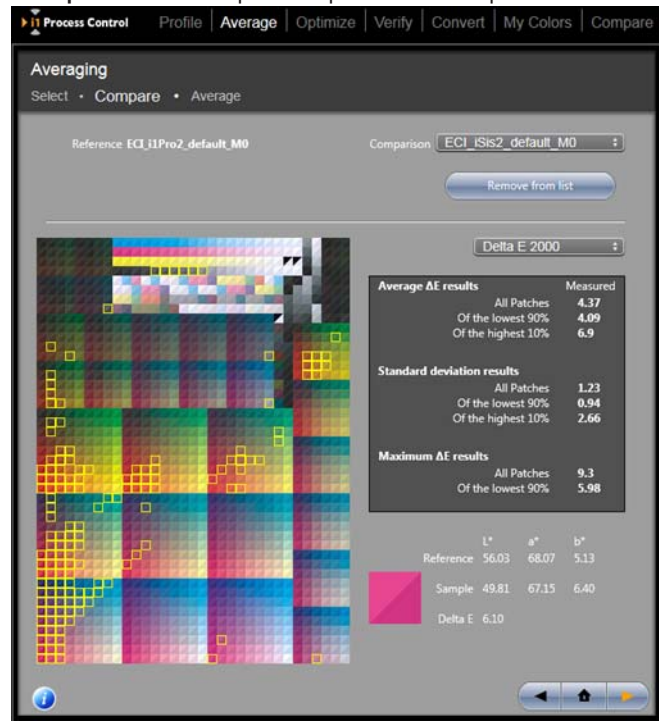 i1 Process Control Profile | Average | Optimize | Verify | Convert | My Colors | Compare
Averaging
Select • Compare • Average
Reference ECI_i1Pro2_default_M0 Comparison ECI_iSis2_default_M0
Remove from list
Delta E 2000
Average ΔE results Measured
All Patches 4.37
Of the lowest 90% 4.09
Of the highest 10% 6.9
Standard deviation results
All Patches 1.23
Of the lowest 90% 0.94
Of the highest 10% 2.66
Maximum ΔE results
All Patches 9.3
Of the lowest 90% 5.98
L* a* b*
Reference 56.03 68.07 5.13
Sample 49.81 67.15 6.40
Delta E 6.10
i